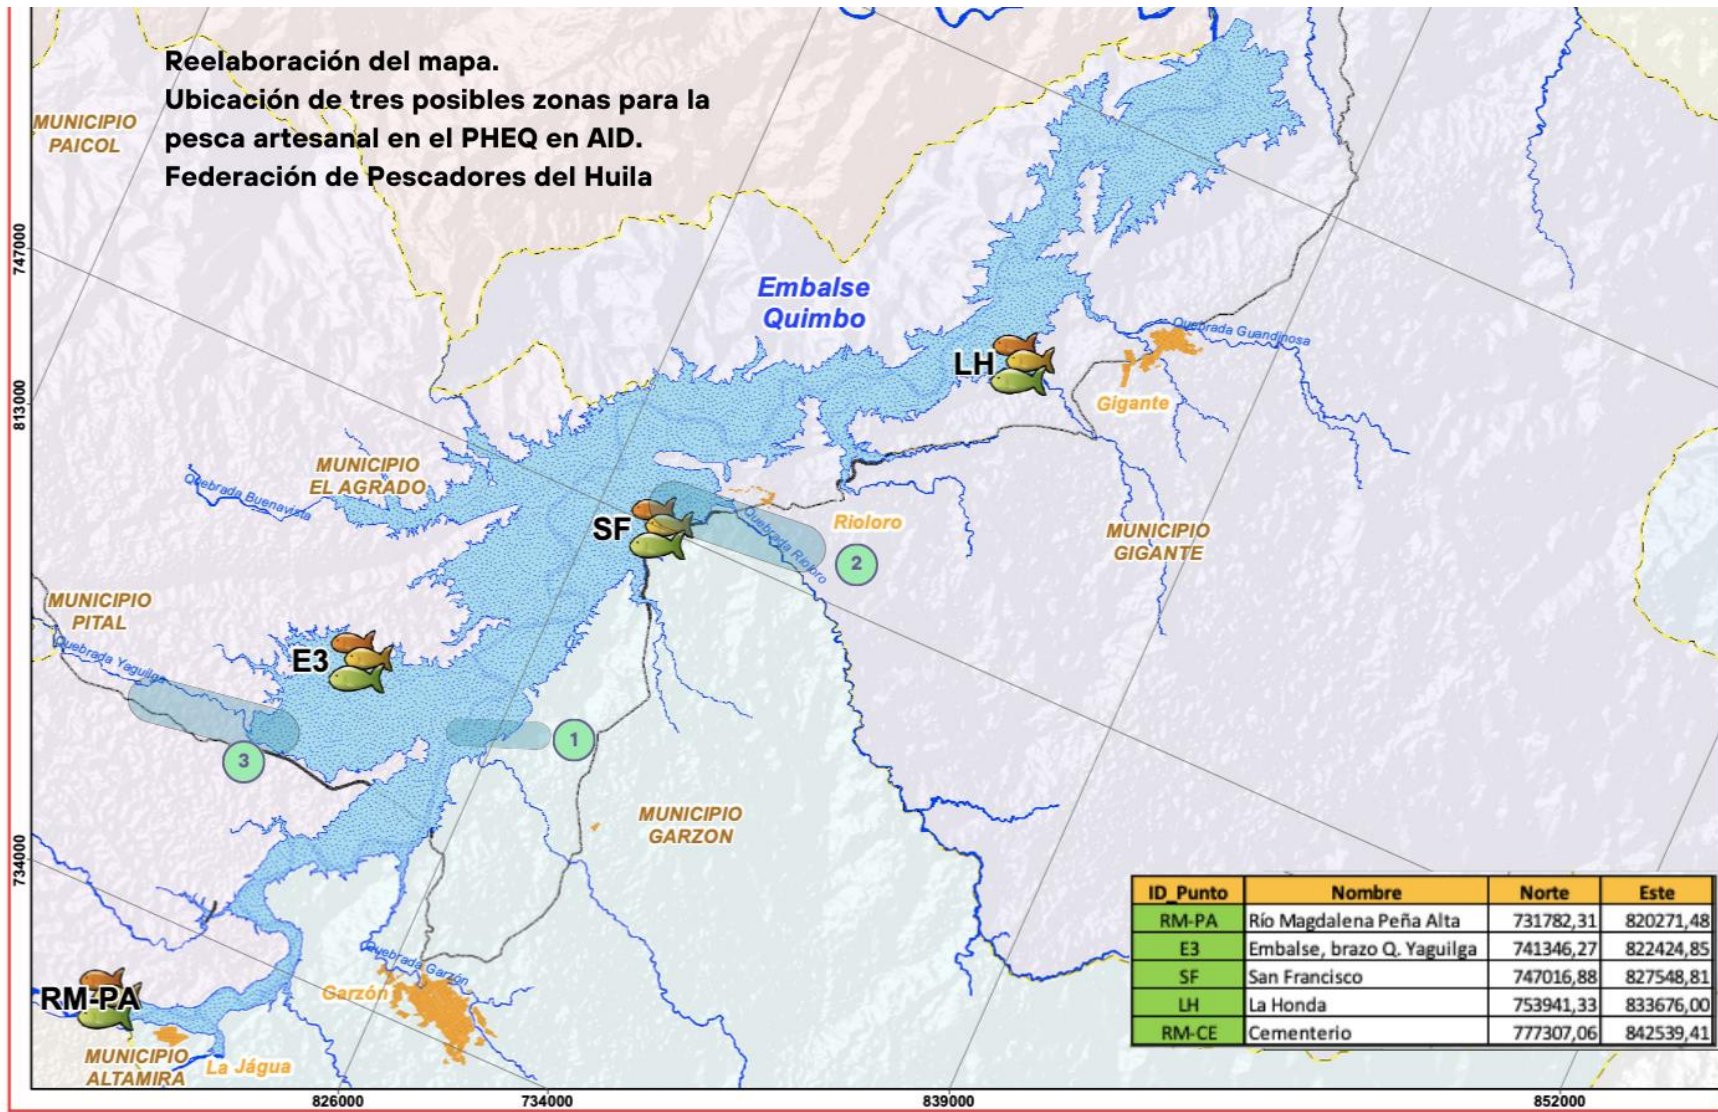 Reelaboración del mapa.
Ubicación de tres posibles zonas para la
pesca artesanal en el PHEQ en AID.
Federación de Pescadores del Huila
MUNICIPIO
PAICOL
747000
Embalse
Quimbo
Quebrada Guandinosa
LH
Gigante
813000
MUNICIPIO
EL AGRADO
Quebrada Buenavista
SF
Quebrada Rioloro
Rioloro
2
MUNICIPIO
GIGANTE
MUNICIPIO
PITAL
Quebrada Yaguilga
E3
1
3
MUNICIPIO
GARZON
734000
Quebrada Garzón
Garzón
RM-PA
MUNICIPIO
ALTAMIRA
La Jágua
ID_Punto Nombre Norte Este
RM-PA Río Magdalena Peña Alta 731782,31 820271,48
E3 Embalse, brazo Q. Yaguilga 741346,27 822424,85
SF San Francisco 747016,88 827548,81
LH La Honda 753941,33 833676,00
RM-CE Cementerio 777307,06 842539,41
826000
734000
839000
852000